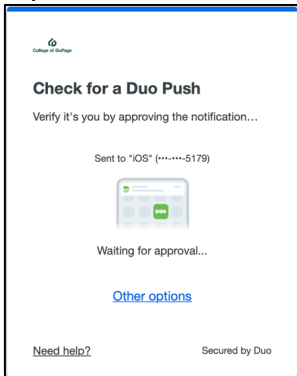 College of DuPage
Check for a Duo Push
Verify it's you by approving the notification...
Sent to "iOS" (•••-•••-5179)
Waiting for approval...
Other options
Need help?
Secured by Duo